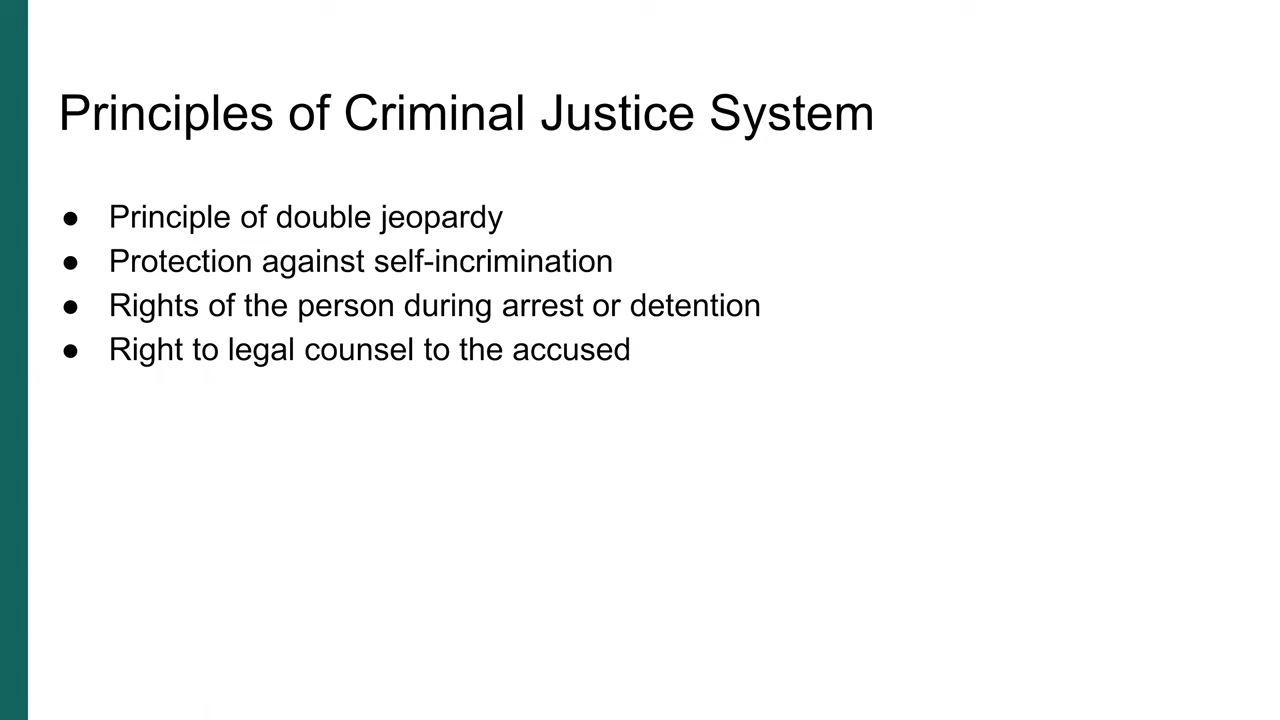 Principles of Criminal Justice System
● Principle of double jeopardy
● Protection against self-incrimination
● Rights of the person during arrest or detention
● Right to legal counsel to the accused